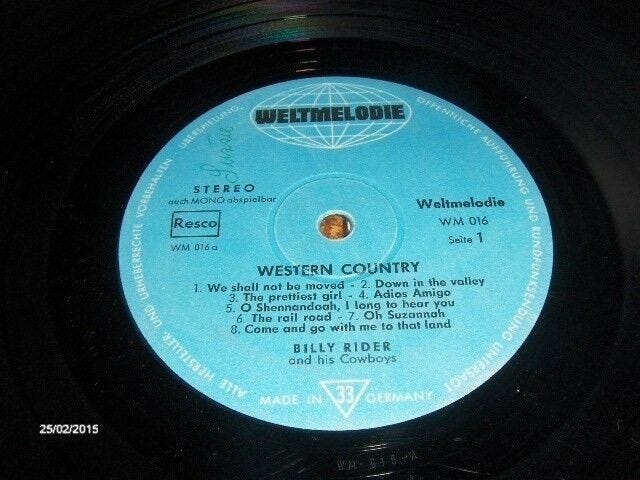 WELTMELODIE
ALLE HERSTELLER UND URHEBERRECHTE VORBEHALTEN ÜBERSPIELUNG, ÖFFENTLICHE AUFFÜHRUNG UND RUNDFUNKSENDUNG UNTERSAGT
STEREO
auch MONO abspielbar
Resco
WM 016 a
Weltmelodie
WM 016
Seite 1
WESTERN COUNTRY
1. We shall not be moved - 2. Down in the valley
3. The prettiest girl - 4. Adios Amigo
5. O Shennandoah, I long to hear you
6. The rail road - 7. Oh Suzannah
8. Come and go with me to that land
BILLY RIDER
and his Cowboys
MADE IN 33 GERMANY
WM-016-A
25/02/2015